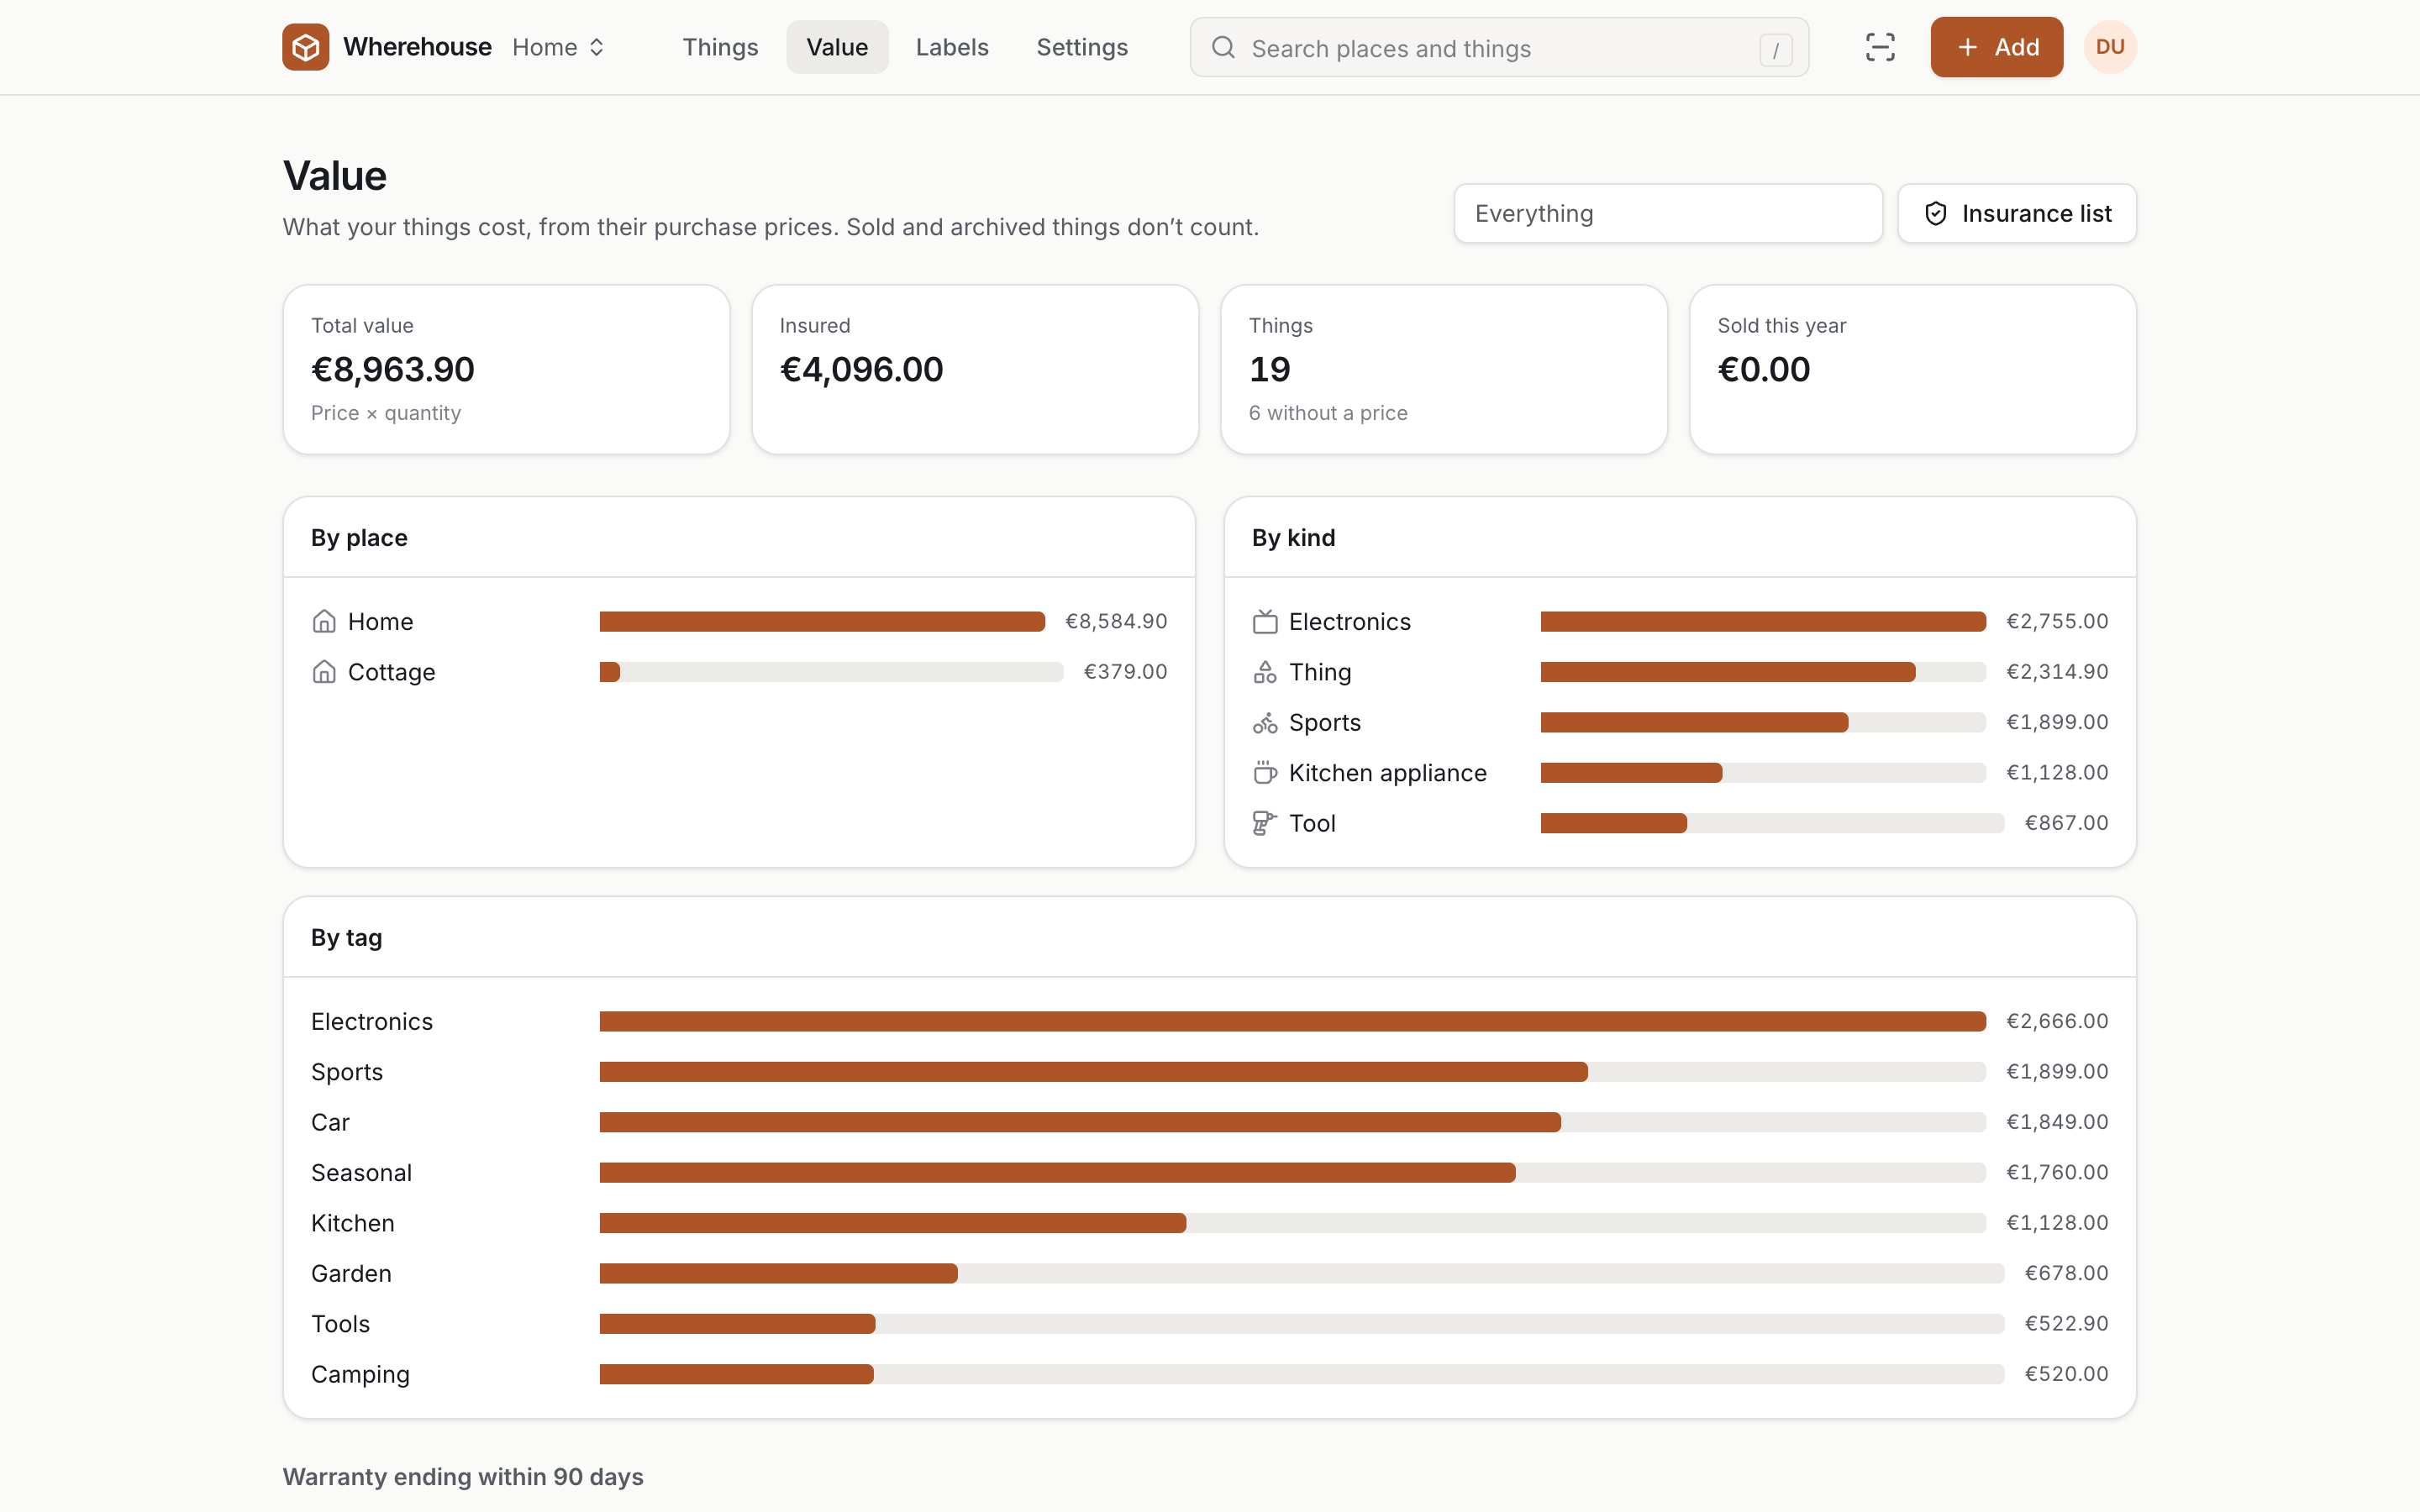 Wherehouse Home Things Value Labels Settings Search places and things / + Add DU
Value
What your things cost, from their purchase prices. Sold and archived things don’t count.
Everything
Insurance list
Total value
€8,963.90
Price × quantity
Insured
€4,096.00
Things
19
6 without a price
Sold this year
€0.00
By place
Home €8,584.90
Cottage €379.00
By kind
Electronics €2,755.00
Thing €2,314.90
Sports €1,899.00
Kitchen appliance €1,128.00
Tool €867.00
By tag
Electronics €2,666.00
Sports €1,899.00
Car €1,849.00
Seasonal €1,760.00
Kitchen €1,128.00
Garden €678.00
Tools €522.90
Camping €520.00
Warranty ending within 90 days